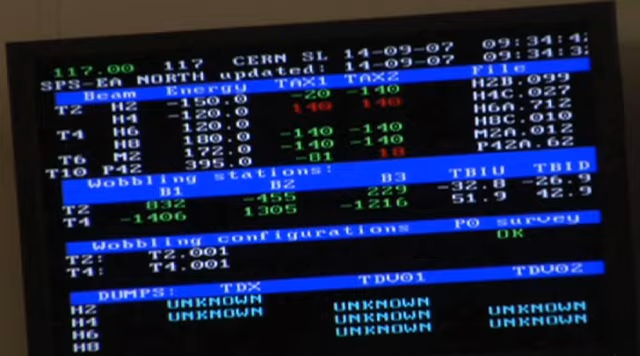 117.00 117 CERN SL 14-09-07 09:34:4
SPS-EA NORTH updated: 14-09-07 09:34:3
Beam Energy TAX1 TAX2 File
T2 H2 -150.0 -20 -140 H2B.099
H4 -120.0 140 140 H4C.027
T4 H6 120.0 H6A.712
H8 180.0 -140 -140 H8C.010
T6 M2 172.0 -140 -140 M2A.012
T10 P42 395.0 -81 18 P42A.62
Wobbling stations:
B1 B2 B3 TBIU TBID
T2 832 -455 229 -32.8 -26.9
T4 -1406 1305 -1216 51.9 42.9
Wobbling configurations PO survey
T2: T2.001 OK
T4: T4.001
DUMPS: TDX TDV01 TDV02
H2 UNKNOWN
H4 UNKNOWN UNKNOWN UNKNOWN
H6 UNKNOWN UNKNOWN
H8 UNKNOWN